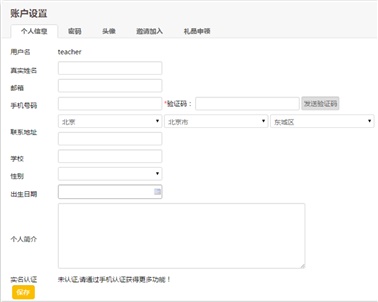 账户设置
个人信息 密码 头像 邀请加入 礼品申领
用户名 teacher
真实姓名
邮箱
手机号码 *验证码： 发送验证码
北京 北京市 东城区
联系地址
学校
性别
出生日期
个人简介
实名认证 未认证,请通过手机认证获得更多功能！
保存